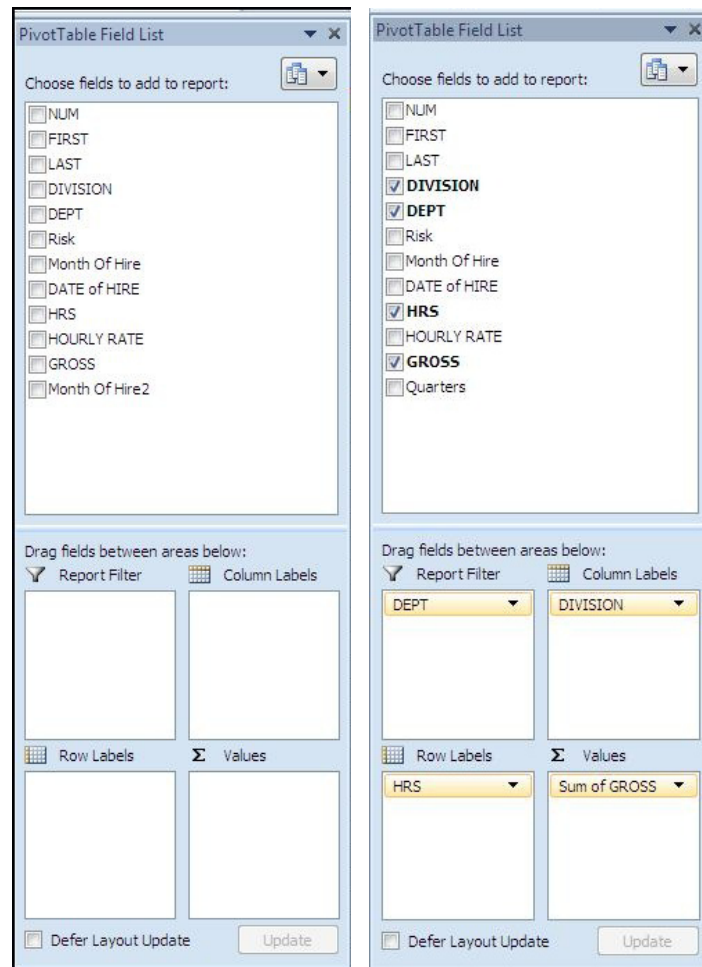 PivotTable Field List
Choose fields to add to report:
NUM
FIRST
LAST
DIVISION
DEPT
Risk
Month Of Hire
DATE of HIRE
HRS
HOURLY RATE
GROSS
Month Of Hire2
Drag fields between areas below:
Report Filter
Column Labels
Row Labels
Σ Values
Defer Layout Update
Update
PivotTable Field List
Choose fields to add to report:
NUM
FIRST
LAST
DIVISION
DEPT
Risk
Month Of Hire
DATE of HIRE
HRS
HOURLY RATE
GROSS
Quarters
Drag fields between areas below:
Report Filter
Column Labels
DEPT
DIVISION
Row Labels
Σ Values
HRS
Sum of GROSS
Defer Layout Update
Update